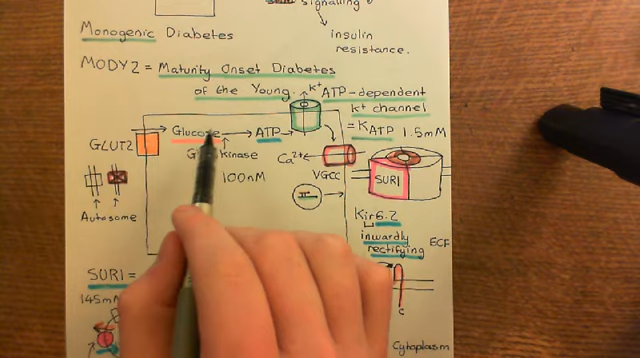 signalling
Monogenic Diabetes
insulin
resistance.
MODY2 = Maturity Onset Diabetes
of the Young.
K+ ATP-dependent
K+ channel
= KATP 1.5mM
GLUT2
Glucose
ATP
kinase
Ca2+
VGCC
SUR1
100nM
Autosome
Kir6.2
inwardly
rectifying
ECF
SUR1 =
C
Cytoplasm